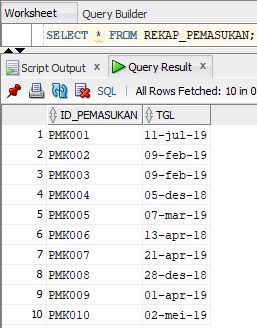 Worksheet Query Builder
SELECT * FROM REKAP_PEMASUKAN;
Script Output × Query Result ×
SQL | All Rows Fetched: 10 in 0
ID_PEMASUKAN TGL
1 PMK001 11-jul-19
2 PMK002 09-feb-19
3 PMK003 09-feb-19
4 PMK004 05-des-18
5 PMK005 07-mar-19
6 PMK006 13-apr-18
7 PMK007 21-apr-19
8 PMK008 28-des-18
9 PMK009 01-apr-19
10 PMK010 02-mei-19